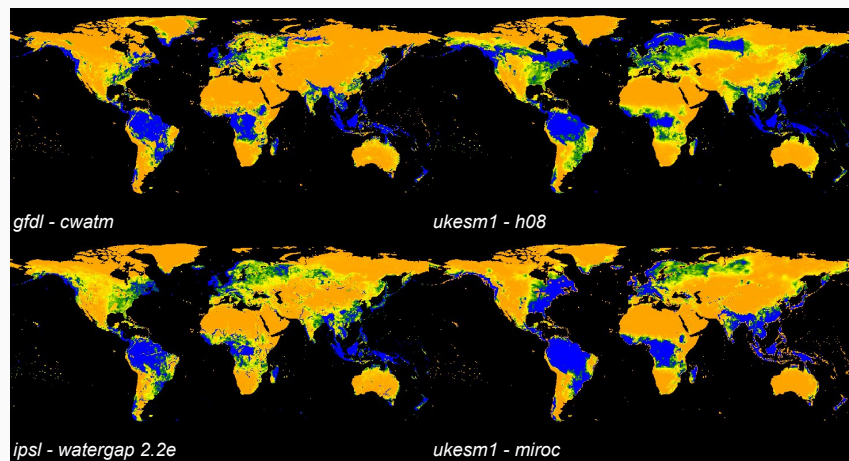 gfdl - cwatm
ukesm1 - h08
ipsl - watergap 2.2e
ukesm1 - miroc